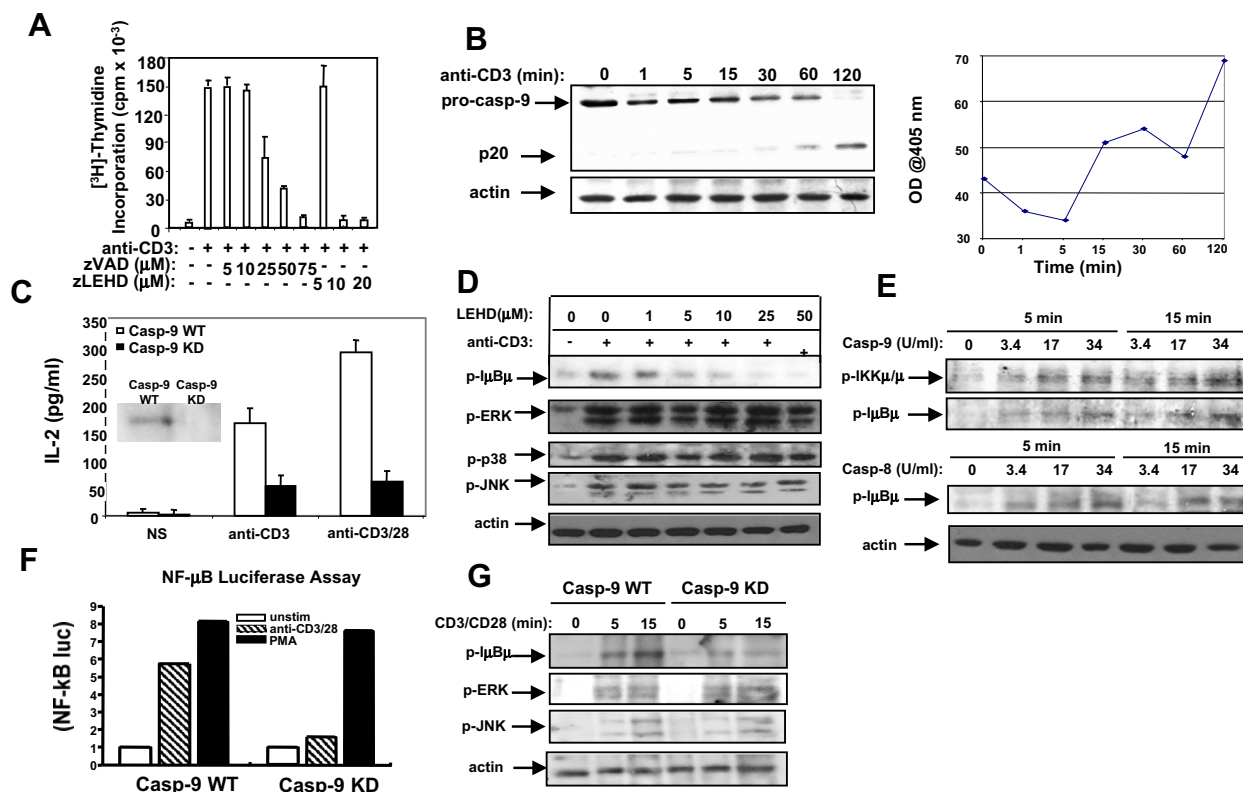 A
[³H]-Thymidine
Incorporation (cpm x 10⁻³)
180
150
120
90
60
30
0
anti-CD3: - + + + + + + + + +
zVAD (µM) - - 5 10 25 50 75 - - -
zLEHD (µM) - - - - - - - 5 10 20
B
anti-CD3 (min): 0 1 5 15 30 60 120
pro-casp-9
p20
actin
OD @405 nm
70
60
50
40
30
0 1 5 15 30 60 120
Time (min)
C
IL-2 (pg/ml)
350
300
250
200
150
100
50
0
Casp-9 WT
Casp-9 KD
Casp-9 WT
Casp-9 KD
NS anti-CD3 anti-CD3/28
D
LEHD(µM): 0 0 1 5 10 25 50
anti-CD3: - + + + + + +
p-IµBµ
p-ERK
p-p38
p-JNK
actin
E
5 min 15 min
Casp-9 (U/ml): 0 3.4 17 34 3.4 17 34
p-IKKµ/µ
p-IµBµ
5 min 15 min
Casp-8 (U/ml): 0 3.4 17 34 3.4 17 34
p-IµBµ
actin
F
NF-µB Luciferase Assay
(NF-kB luc)
9
8
7
6
5
4
2
1
0
unstim
anti-CD3/28
PMA
Casp-9 WT Casp-9 KD
G
Casp-9 WT Casp-9 KD
CD3/CD28 (min): 0 5 15 0 5 15
p-IµBµ
p-ERK
p-JNK
actin